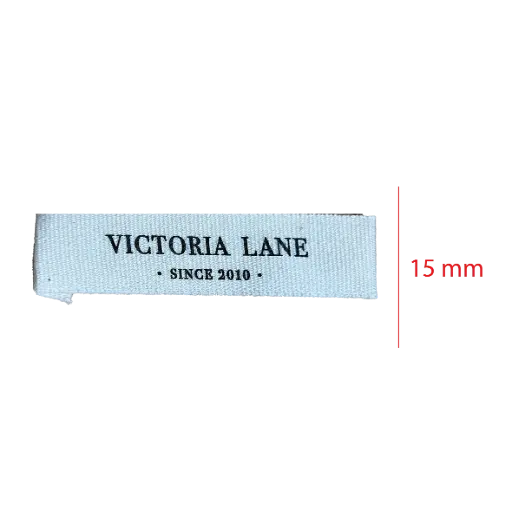 VICTORIA LANE
• SINCE 2010 •
15 mm